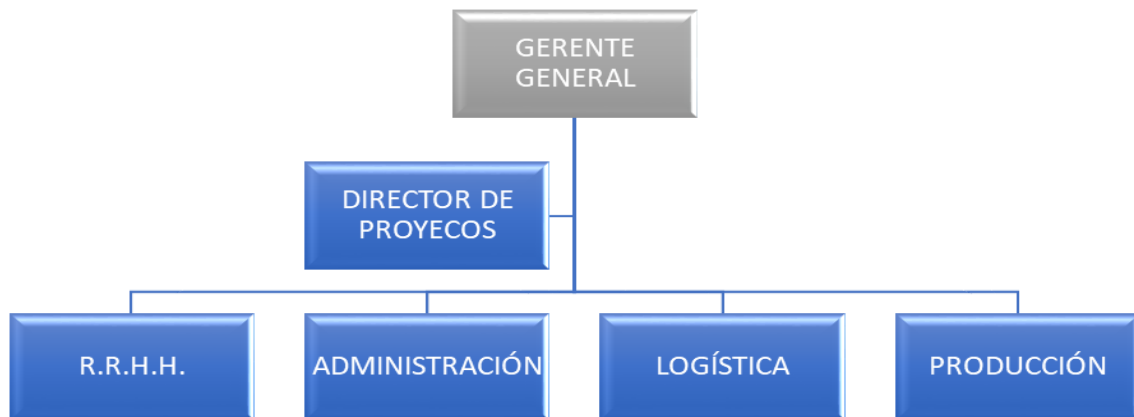 GERENTE
GENERAL
DIRECTOR DE
PROYECOS
R.R.H.H.
ADMINISTRACIÓN
LOGÍSTICA
PRODUCCIÓN